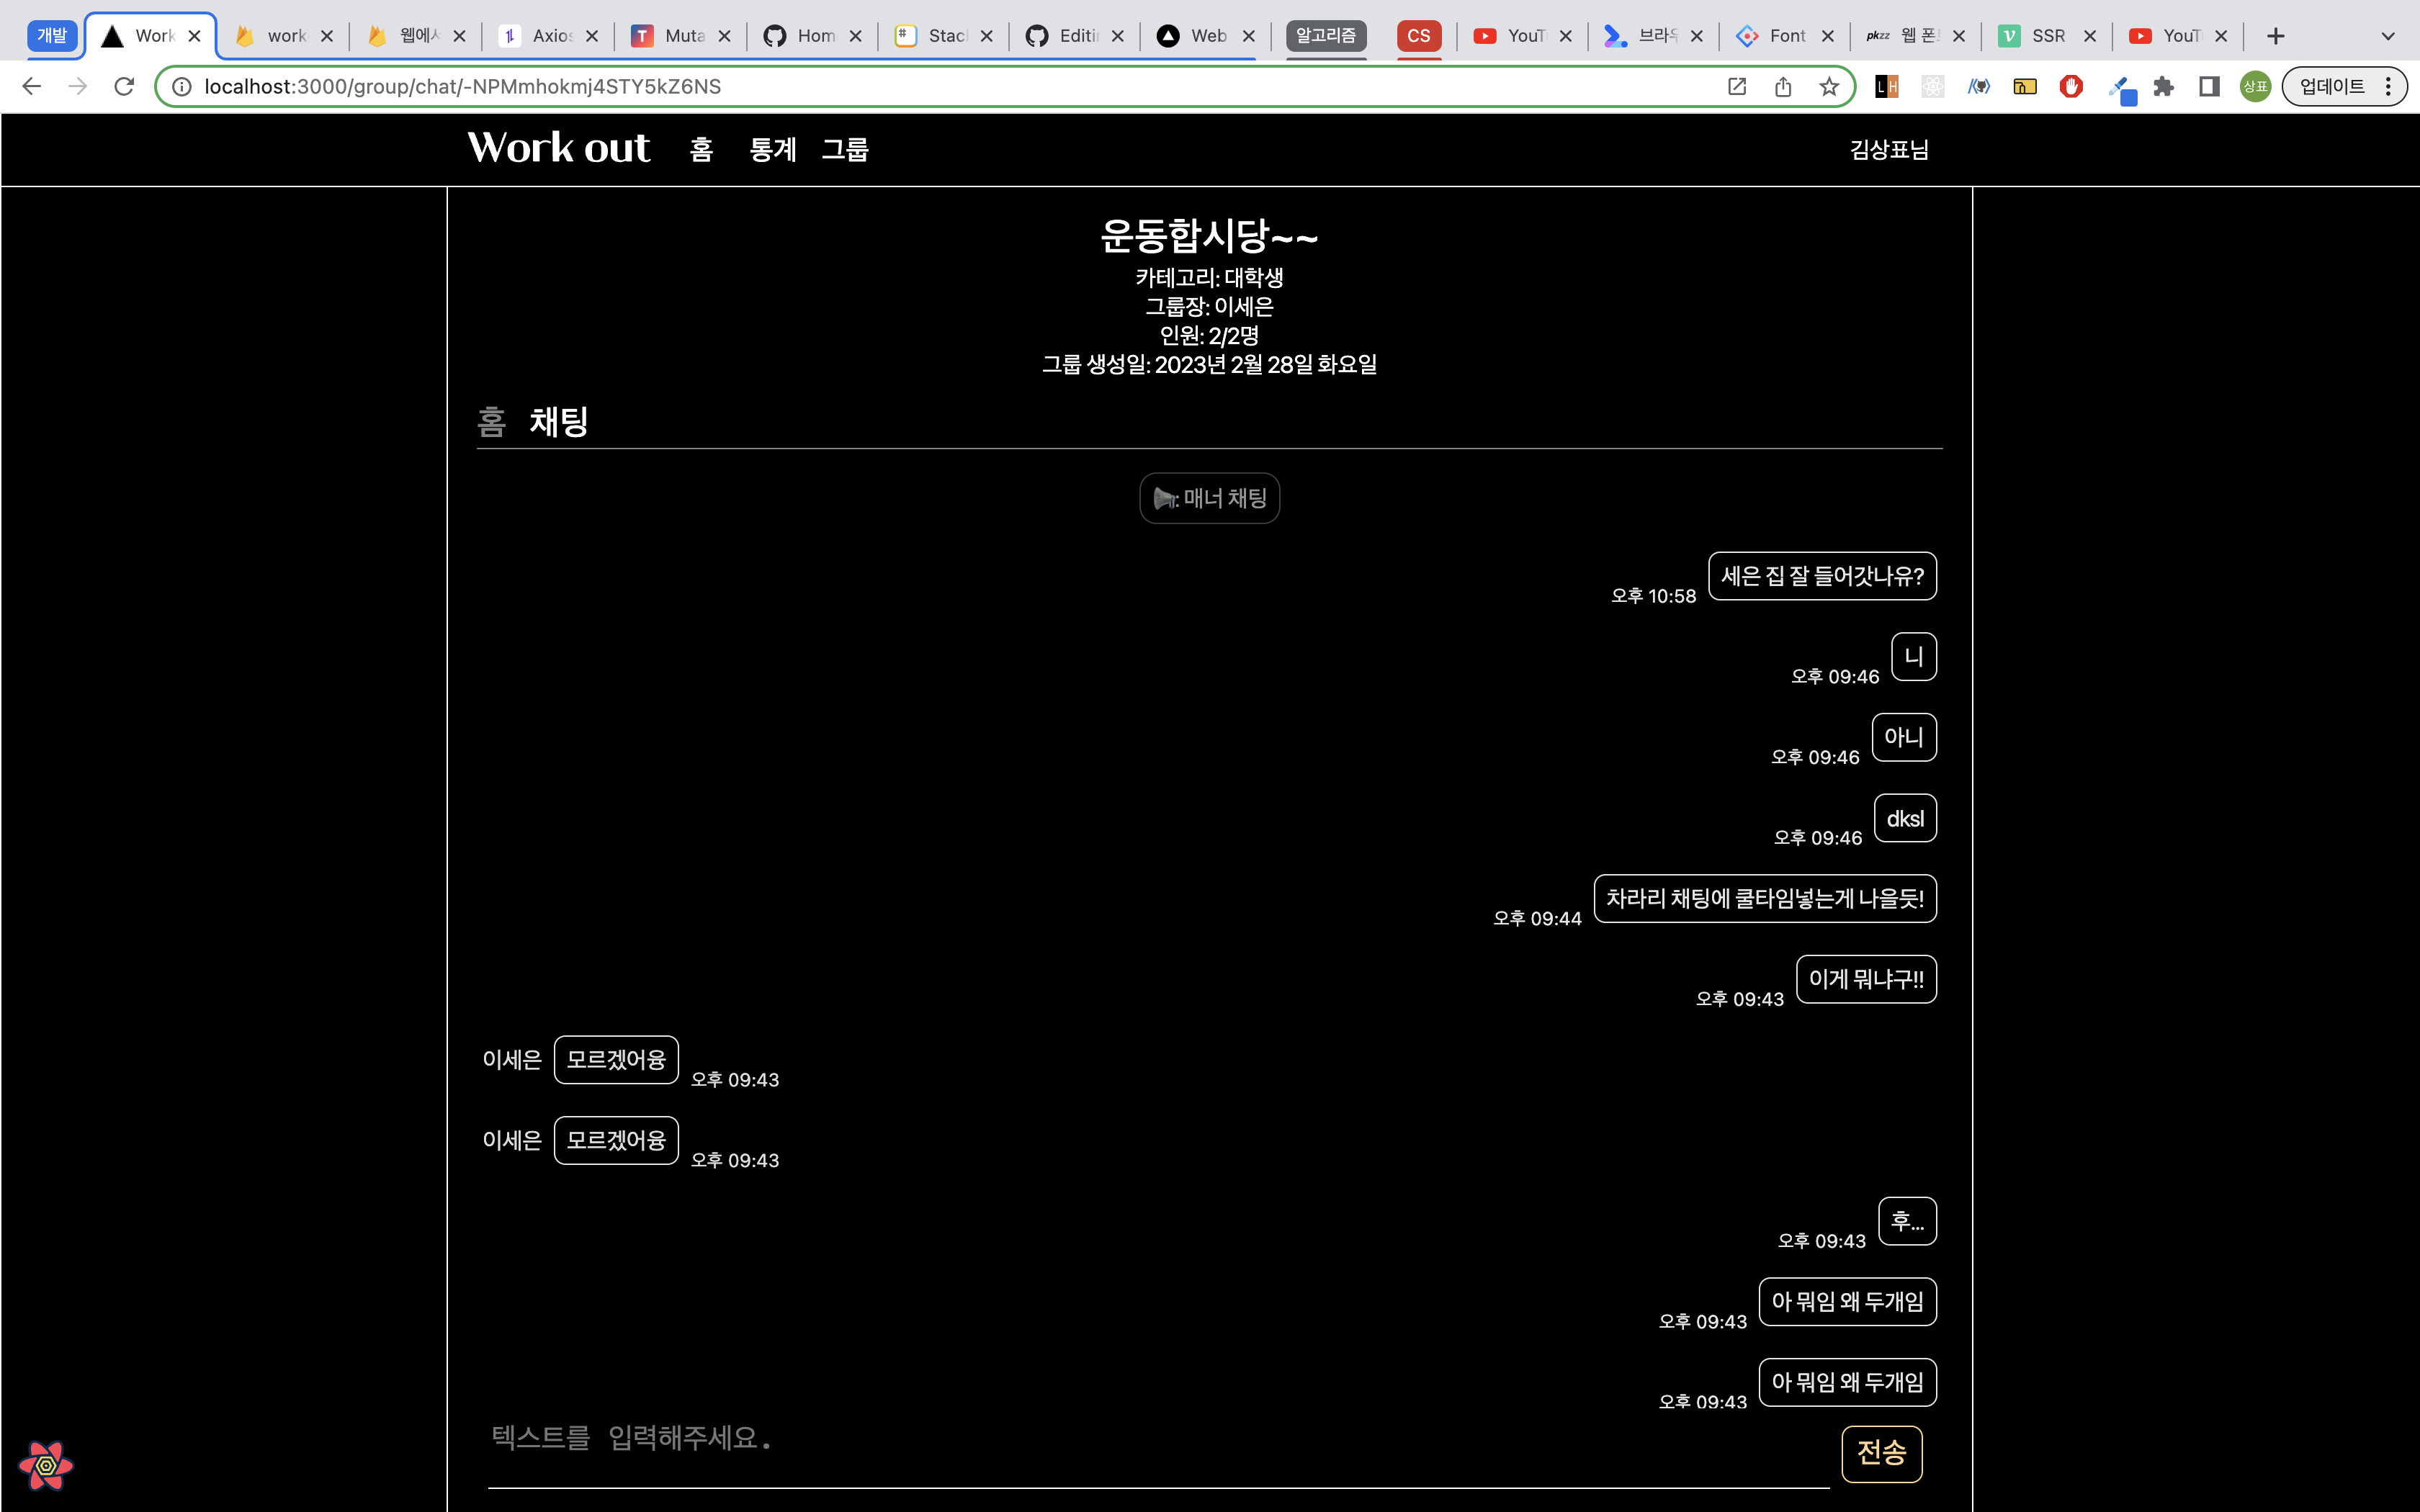 개발
Work
work
웹에서
Axios
Muta
Hom
Stac
Editi
Web
알고리즘
CS
YouT
브라우
Font
pkzz 웹 폰
SSR
YouT
localhost:3000/group/chat/-NPMmhokmj4STY5kZ6NS
LH
상표
업데이트
Work out 홈 통계 그룹 김상표님
운동합시당~~
카테고리: 대학생
그룹장: 이세은
인원: 2/2명
그룹 생성일: 2023년 2월 28일 화요일
홈 채팅
: 매너 채팅
세은 집 잘 들어갓나유?
오후 10:58
니
오후 09:46
아니
오후 09:46
dksl
오후 09:46
차라리 채팅에 쿨타임넣는게 나을듯!
오후 09:44
이게 뭐냐구!!
오후 09:43
이세은 모르겠어융 오후 09:43
이세은 모르겠어융 오후 09:43
후...
오후 09:43
아 뭐임 왜 두개임
오후 09:43
아 뭐임 왜 두개임
오후 09:43
텍스트를 입력해주세요.
전송